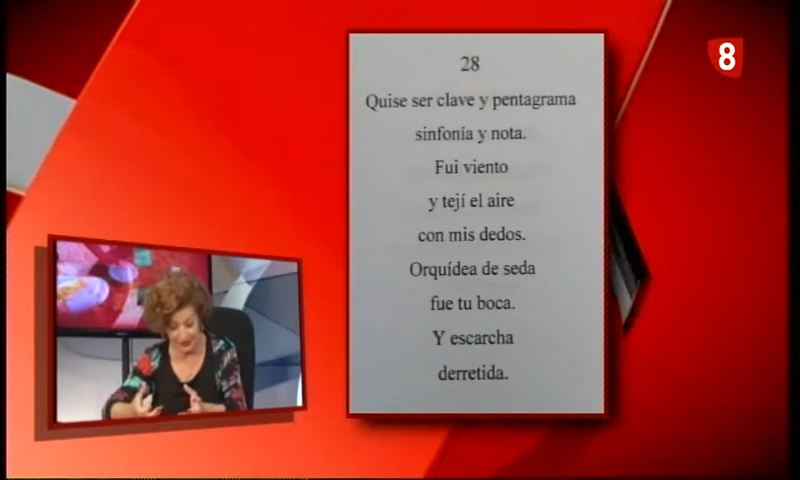 28
Quise ser clave y pentagrama
sinfonía y nota.
Fui viento
y tejí el aire
con mis dedos.
Orquídea de seda
fue tu boca.
Y escarcha
derretida.
8